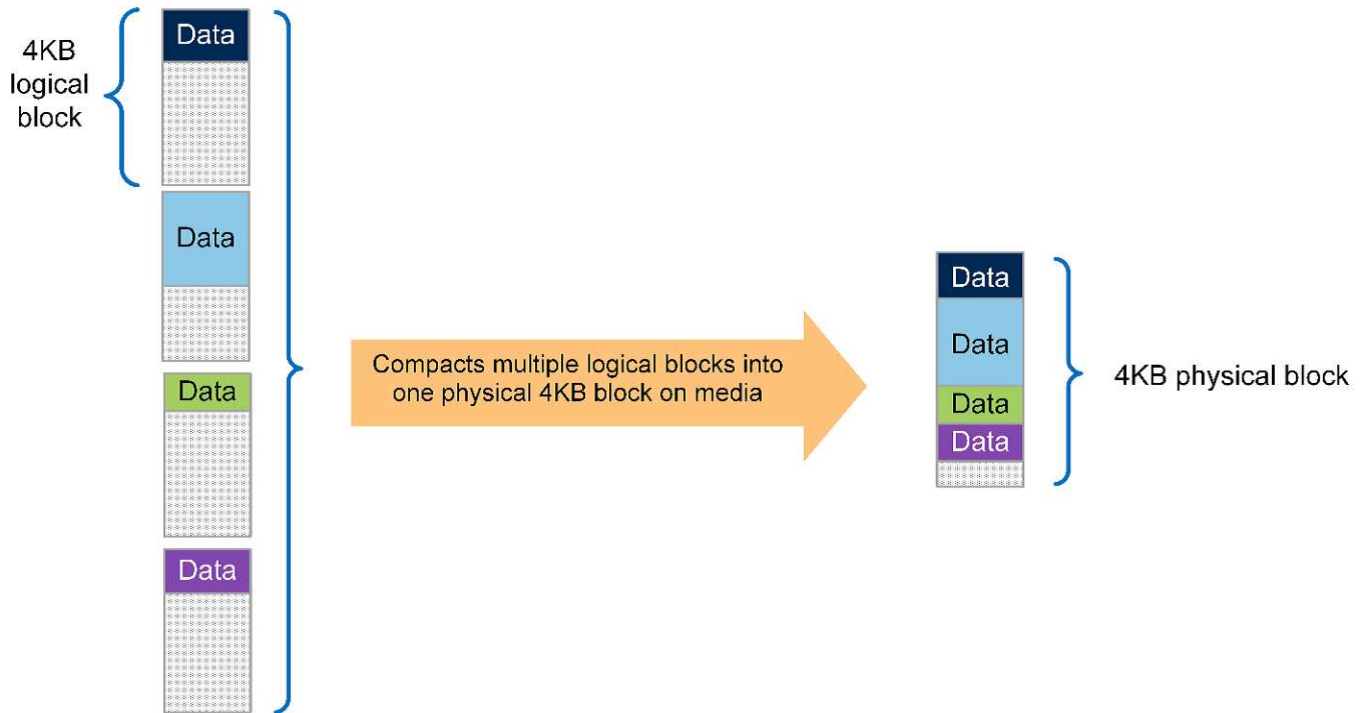 4KB
logical
block
Data
Data
Data
Data
Compacts multiple logical blocks into
one physical 4KB block on media
Data
Data
Data
Data
4KB physical block